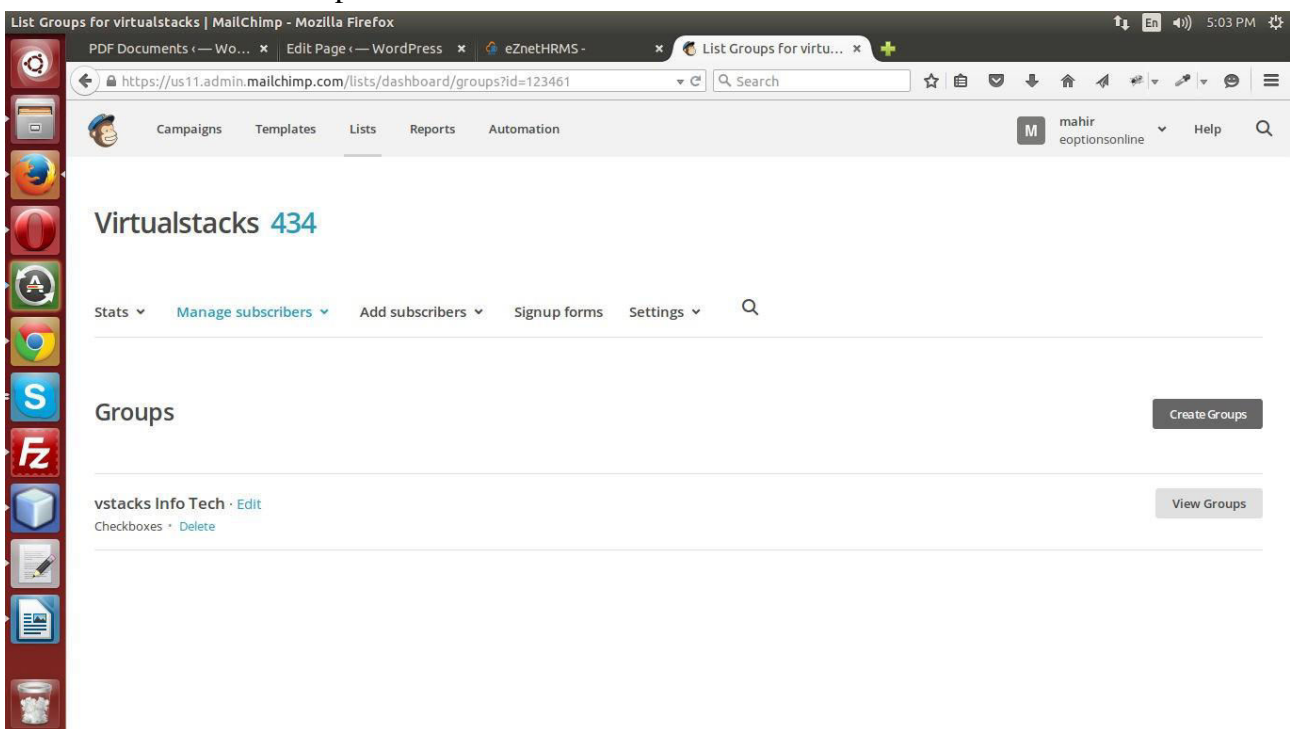 List Groups for virtualstacks | MailChimp - Mozilla Firefox
En 5:03 PM
PDF Documents ‹ — Wo... × Edit Page ‹ — WordPress × eZnetHRMS - × List Groups for virtu... ×
https://us11.admin.mailchimp.com/lists/dashboard/groups?id=123461 Search
Campaigns Templates Lists Reports Automation M mahir Help
eoptionsonline
Virtualstacks 434
Stats Manage subscribers Add subscribers Signup forms Settings
Groups Create Groups
vstacks Info Tech · Edit View Groups
Checkboxes • Delete
A
S
Fz